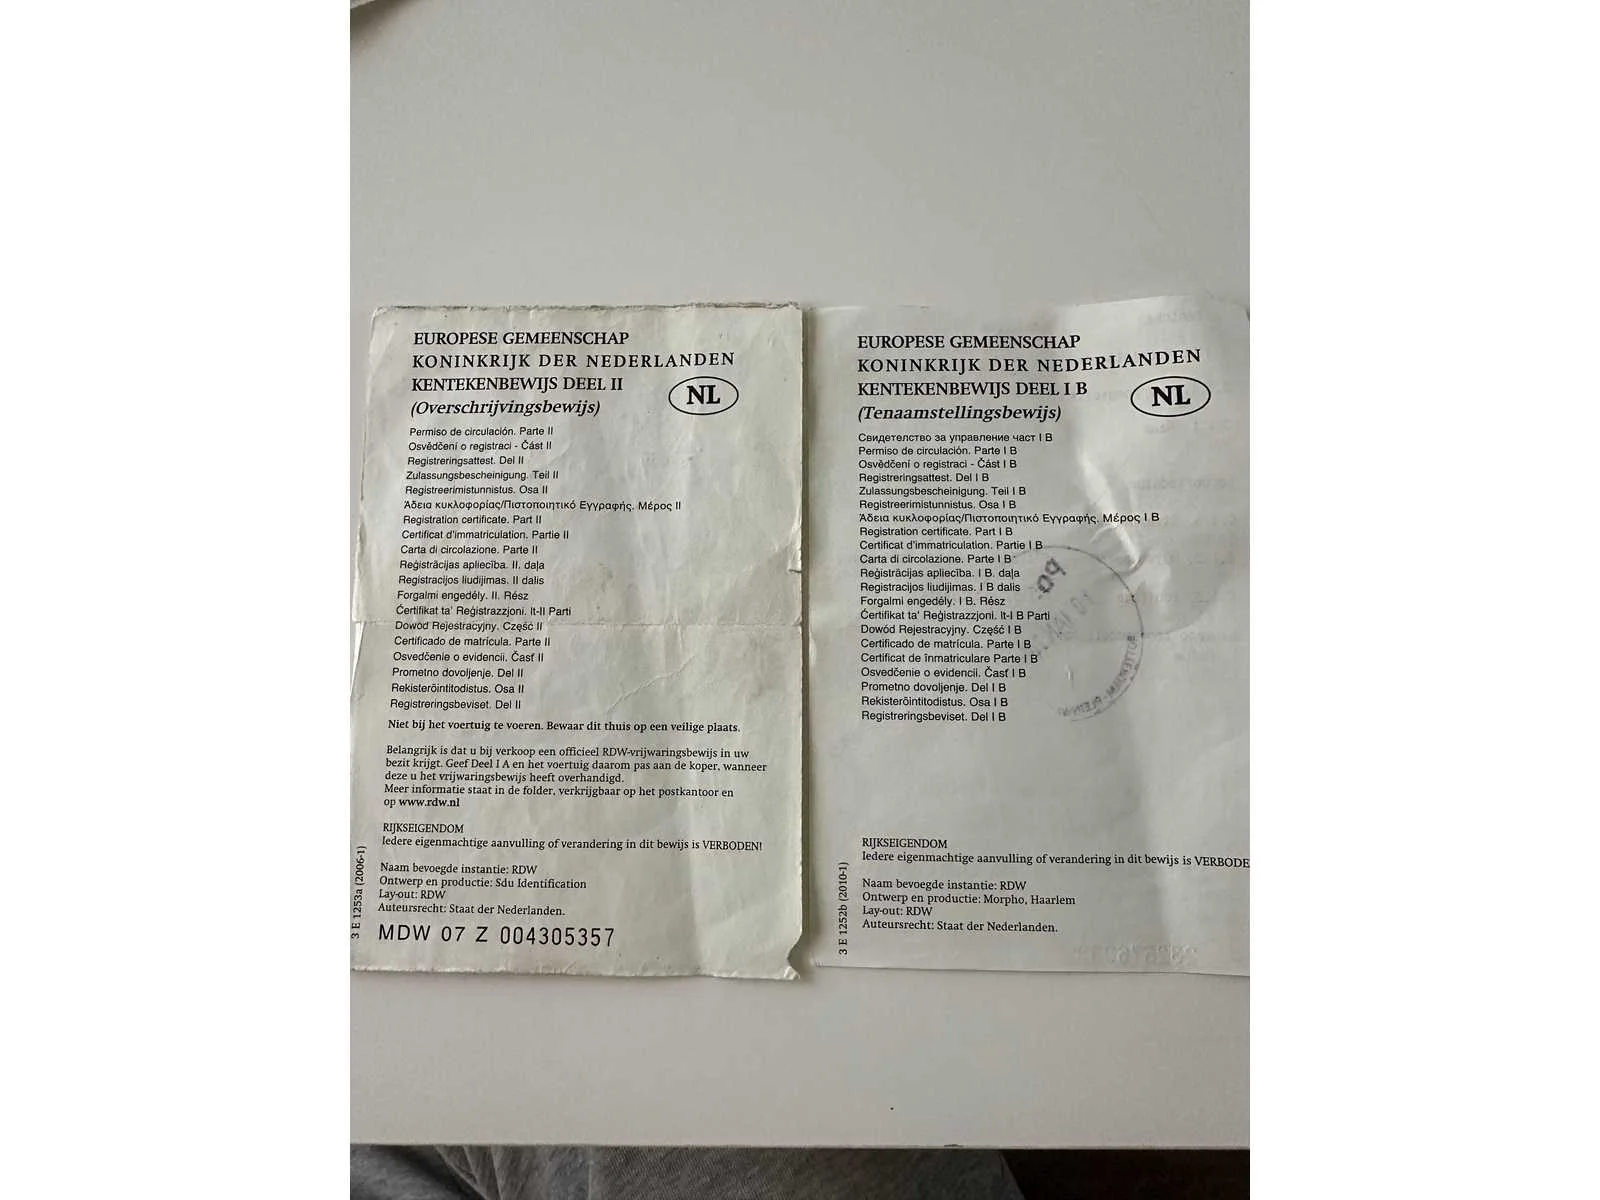 EUROPESE GEMEENSCHAP
KONINKRIJK DER NEDERLANDEN
KENTEKENBEWIJS DEEL II
(Overschrijvingsbewijs)
NL
Permiso de circulación. Parte II
Osvědčení o registraci - Část II
Registreringsattest. Del II
Zulassungsbescheinigung. Teil II
Registreerimistunnistus. Osa II
Άδεια κυκλοφορίας/Πιστοποιητικό Εγγραφής. Μέρος II
Registration certificate. Part II
Certificat d'immatriculation. Partie II
Carta di circolazione. Parte II
Reģistrācijas apliecība. II. daļa
Registracijos liudijimas. II dalis
Forgalmi engedély. II. Rész
Ċertifikat ta' Reġistrazzjoni. It-II Parti
Dowód Rejestracyjny. Część II
Certificado de matrícula. Parte II
Osvedčenie o evidencii. Časť II
Prometno dovoljenje. Del II
Rekisteröintitodistus. Osa II
Registreringsbeviset. Del II
Niet bij het voertuig te voeren. Bewaar dit thuis op een veilige plaats.
Belangrijk is dat u bij verkoop een officieel RDW-vrijwaringsbewijs in uw
bezit krijgt. Geef Deel I A en het voertuig daarom pas aan de koper, wanneer
deze u het vrijwaringsbewijs heeft overhandigd.
Meer informatie staat in de folder, verkrijgbaar op het postkantoor en
op www.rdw.nl
RIJKSEIGENDOM
Iedere eigenmachtige aanvulling of verandering in dit bewijs is VERBODEN!
Naam bevoegde instantie: RDW
Ontwerp en productie: Sdu Identification
Lay-out: RDW
Auteursrecht: Staat der Nederlanden.
3 E 1253a (2006-1)
MDW 07 Z 004305357
EUROPESE GEMEENSCHAP
KONINKRIJK DER NEDERLANDEN
KENTEKENBEWIJS DEEL I B
(Tenaamstellingsbewijs)
NL
Свидетелство за управление част I B
Permiso de circulación. Parte I B
Osvědčení o registraci - Část I B
Registreringsattest. Del I B
Zulassungsbescheinigung. Teil I B
Registreerimistunnistus. Osa I B
Άδεια κυκλοφορίας/Πιστοποιητικό Εγγραφής. Μέρος I B
Registration certificate. Part I B
Certificat d'immatriculation. Partie I B
Carta di circolazione. Parte I B
Reģistrācijas apliecība. I B. daļa
Registracijos liudijimas. I B dalis
Forgalmi engedély. I B. Rész
Ċertifikat ta' Reġistrazzjoni. It-I B Parti
Dowód Rejestracyjny. Część I B
Certificado de matrícula. Parte I B
Certificat de înmatriculare Parte I B
Osvedčenie o evidencii. Časť I B
Prometno dovoljenje. Del I B
Rekisteröintitodistus. Osa I B
Registreringsbeviset. Del I B
RIJKSEIGENDOM
Iedere eigenmachtige aanvulling of verandering in dit bewijs is VERBODE
Naam bevoegde instantie: RDW
Ontwerp en productie: Morpho, Haarlem
Lay-out: RDW
Auteursrecht: Staat der Nederlanden.
3 E 1252b (2010-1)